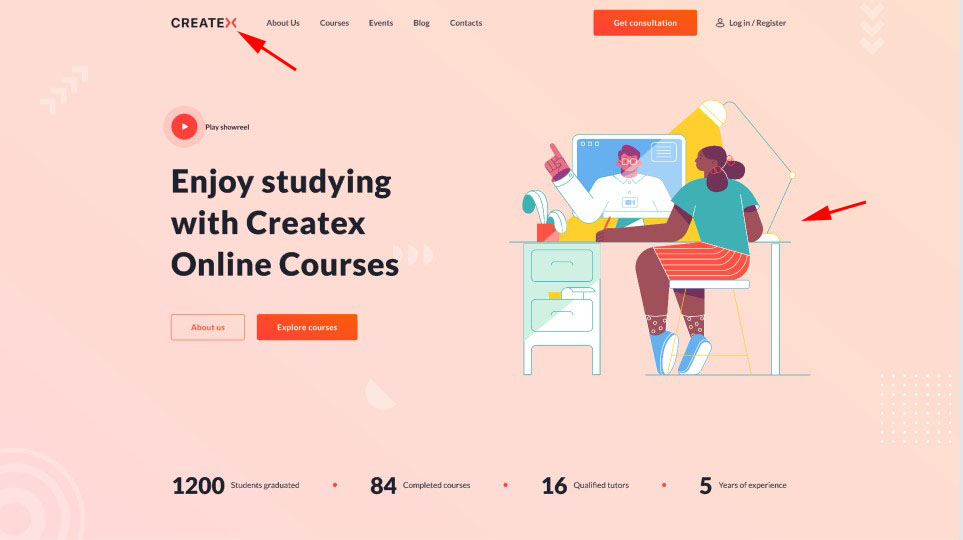 CREATEX
About Us
Courses
Events
Blog
Contacts
Get consultation
Log in / Register
Play showreel
Enjoy studying
with Createx
Online Courses
About us
Explore courses
1200 Students graduated
84 Completed courses
16 Qualified tutors
5 Years of experience